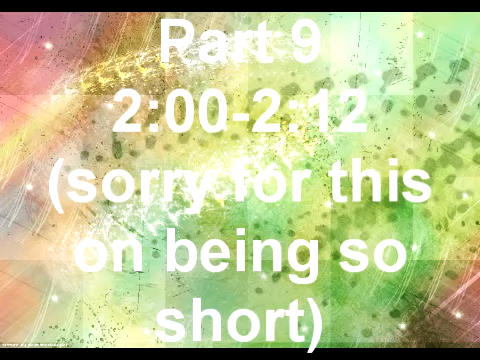 Part 9
2:00-2:12
(sorry for this
on being so
short)